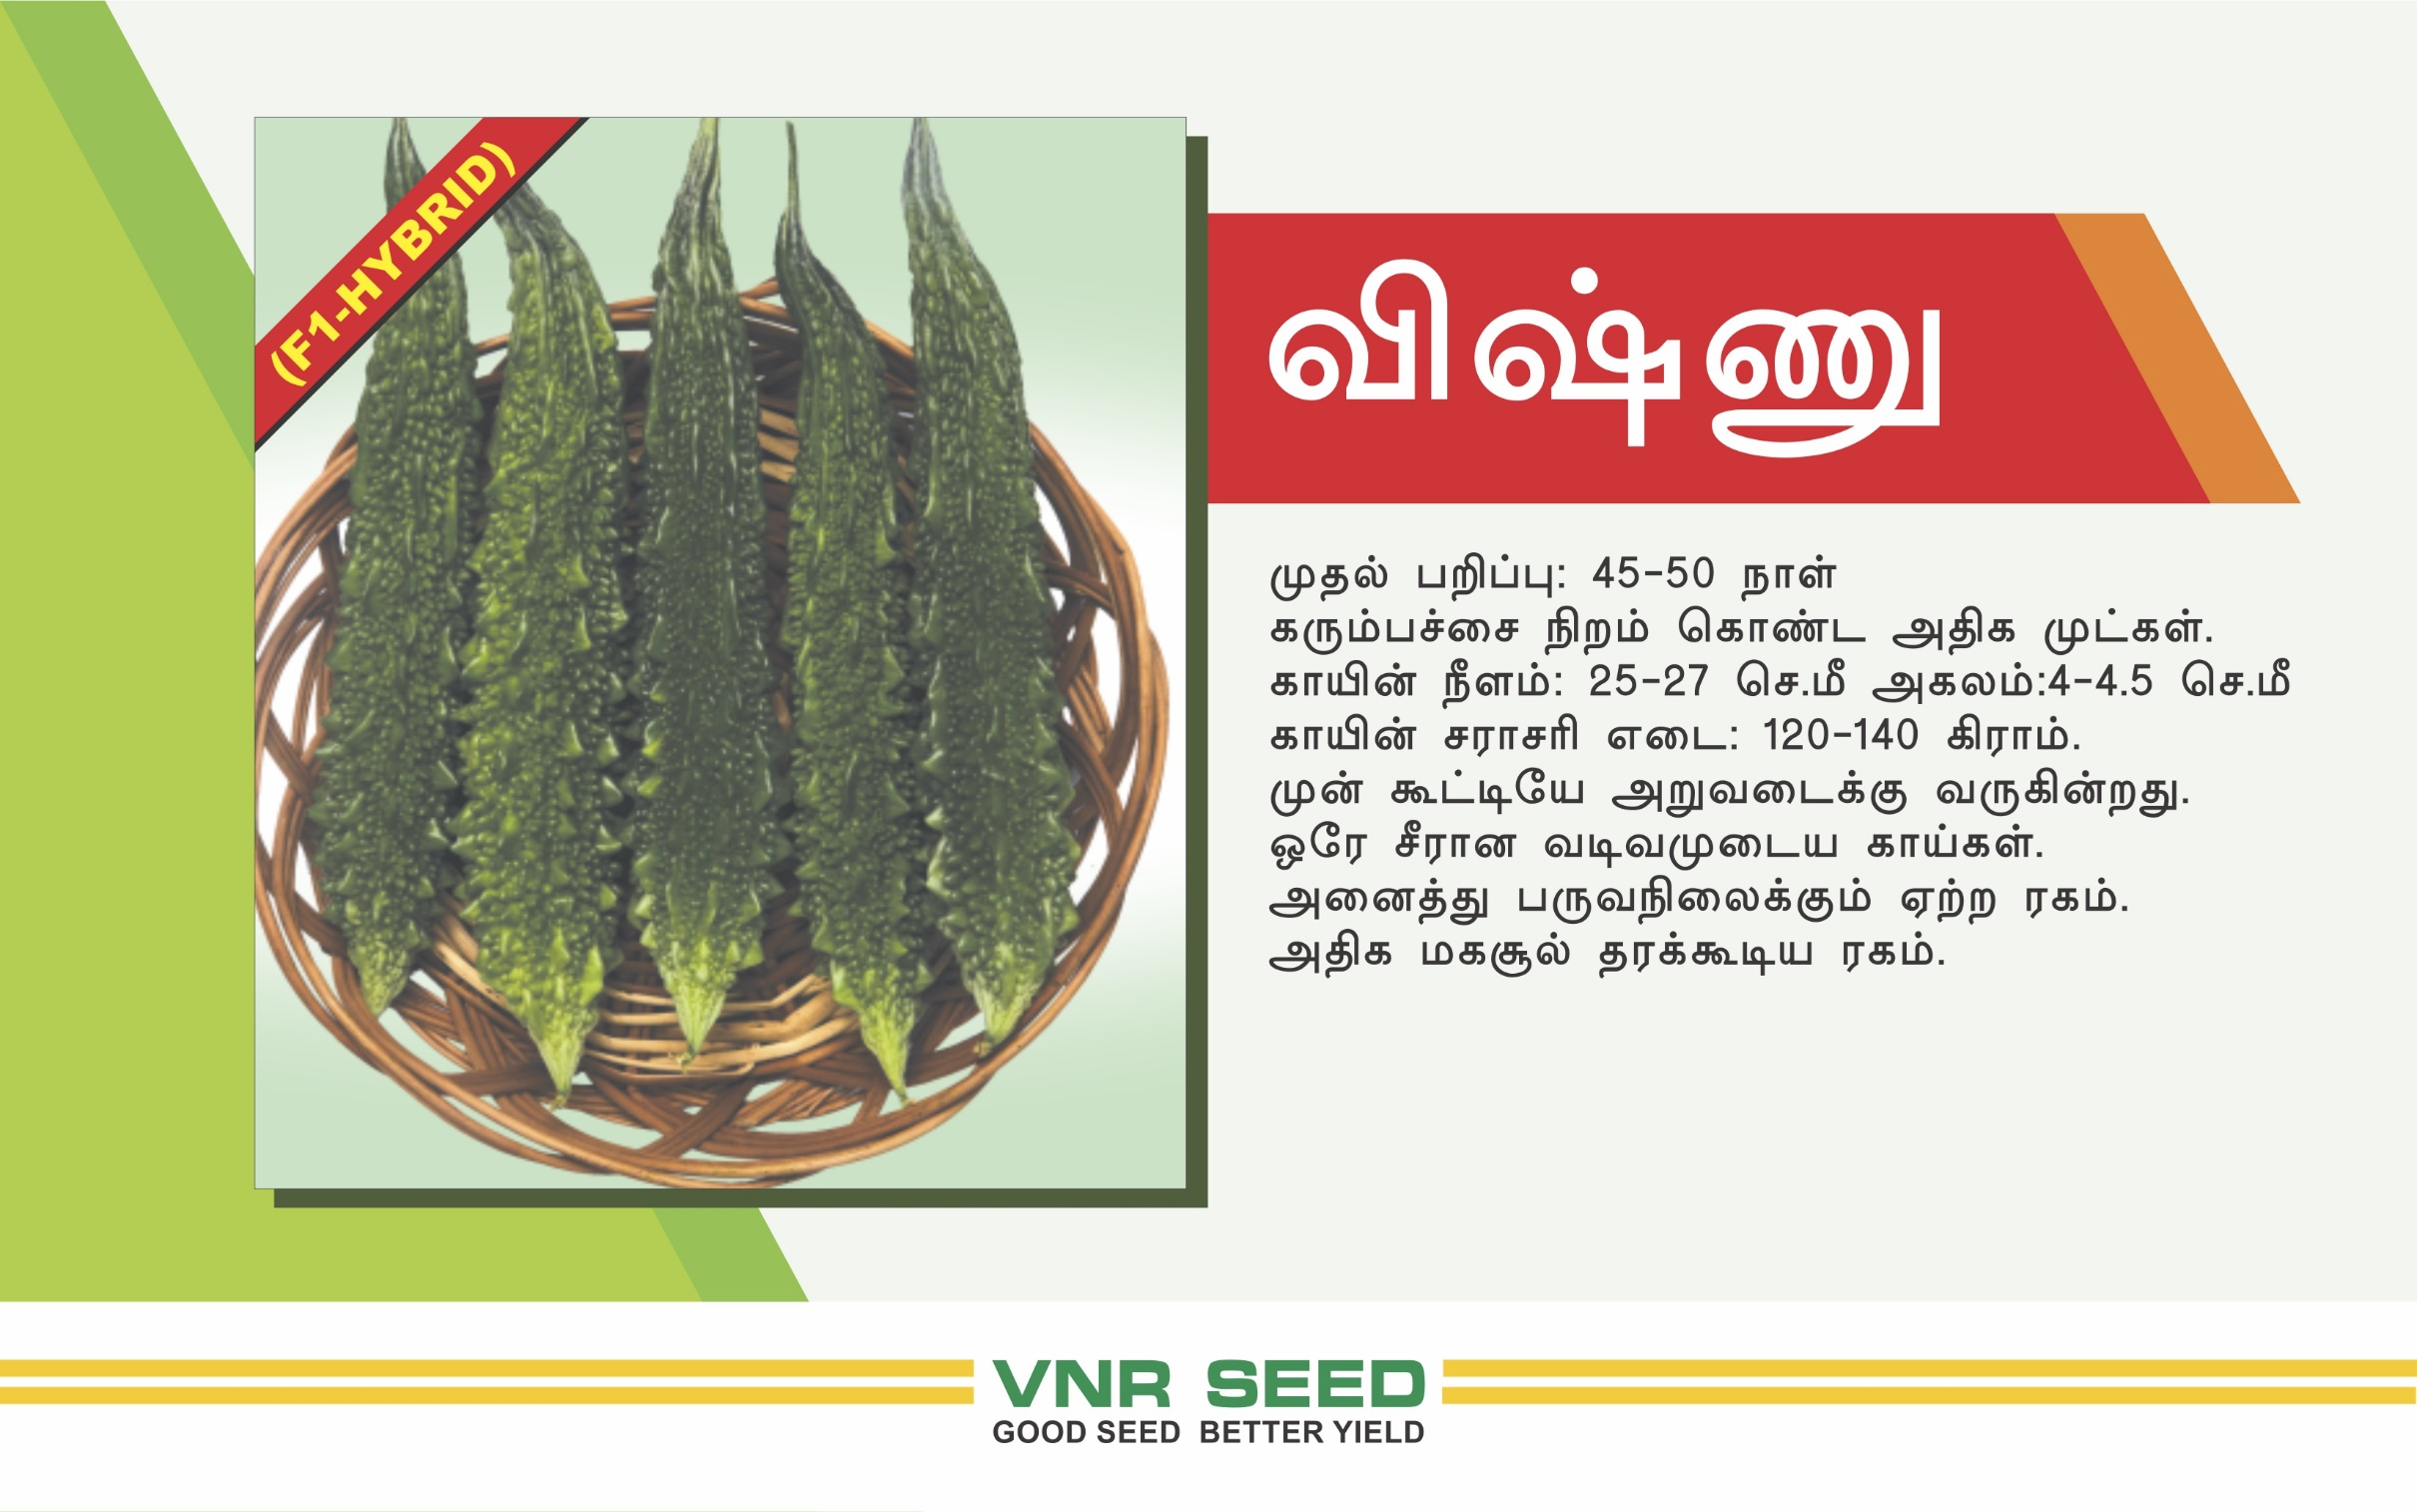 (F1-HYBRID))
விஷ்ணு
முதல் பறிப்பு: 45-50 நாள்
கரும்பச்சை நிறம் கொண்ட அதிக முட்கள்.
காயின் நீளம்: 25-27 செ.மீ அகலம்:4-4.5 செ.மீ
காயின் சராசரி எடை: 120-140 கிராம்.
முன் கூட்டியே அறுவடைக்கு வருகின்றது.
ஒரே சீரான வடிவமுடைய காய்கள்.
அனைத்து பருவநிலைக்கும் ஏற்ற ரகம்.
அதிக மகசூல் தரக்கூடிய ரகம்.
VNR SEED
GOOD SEED BETTER YIELD